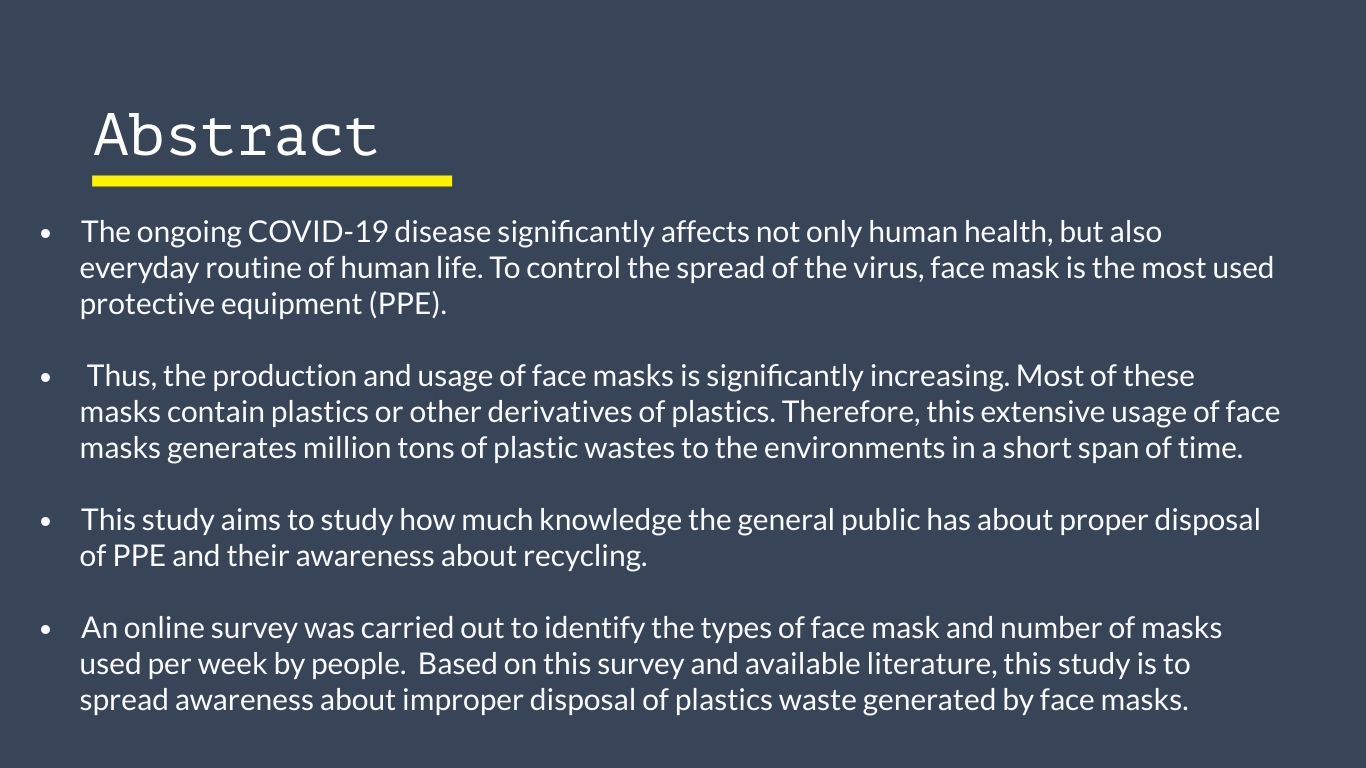 Abstract
• The ongoing COVID-19 disease significantly affects not only human health, but also
everyday routine of human life. To control the spread of the virus, face mask is the most used
protective equipment (PPE).
• Thus, the production and usage of face masks is significantly increasing. Most of these
masks contain plastics or other derivatives of plastics. Therefore, this extensive usage of face
masks generates million tons of plastic wastes to the environments in a short span of time.
• This study aims to study how much knowledge the general public has about proper disposal
of PPE and their awareness about recycling.
• An online survey was carried out to identify the types of face mask and number of masks
used per week by people.  Based on this survey and available literature, this study is to
spread awareness about improper disposal of plastics waste generated by face masks.